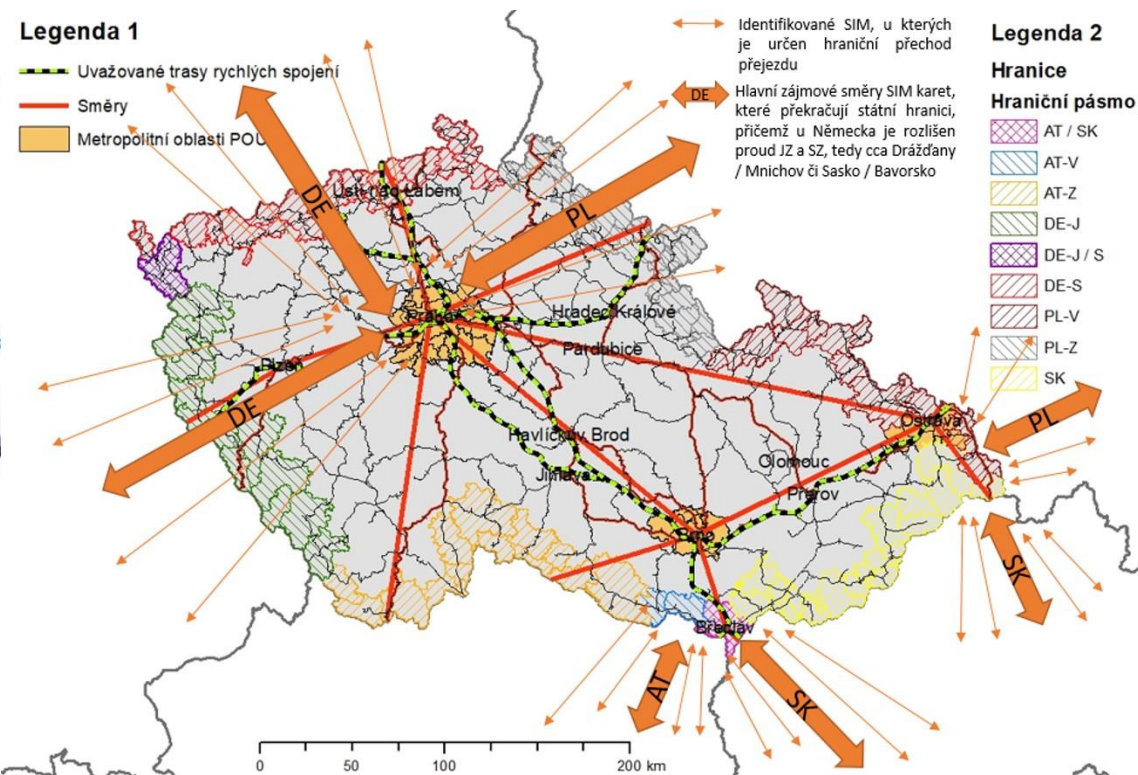 Legenda 1
Uvažované trasy rychlých spojení
Směry
Metropolitní oblasti POU
Identifikované SIM, u kterých
je určen hraniční přechod
přejezdu
DE
Hlavní zájmové směry SIM karet,
které překračují státní hranici,
přičemž u Německa je rozlišen
proud JZ a SZ, tedy cca Drážďany
/ Mnichov či Sasko / Bavorsko
Legenda 2
Hranice
Hraniční pásmo
AT / SK
AT-V
AT-Z
DE-J
DE-J / S
DE-S
PL-V
PL-Z
SK
DE
PL
Ústí nad Labem
Praha
Hradec Králové
Pardubice
Plzeň
DE
Havlíčkův Brod
Jihlava
Olomouc
Přerov
Ostrava
PL
Brno
Břeclav
SK
AT
SK
0 50 100 200 km